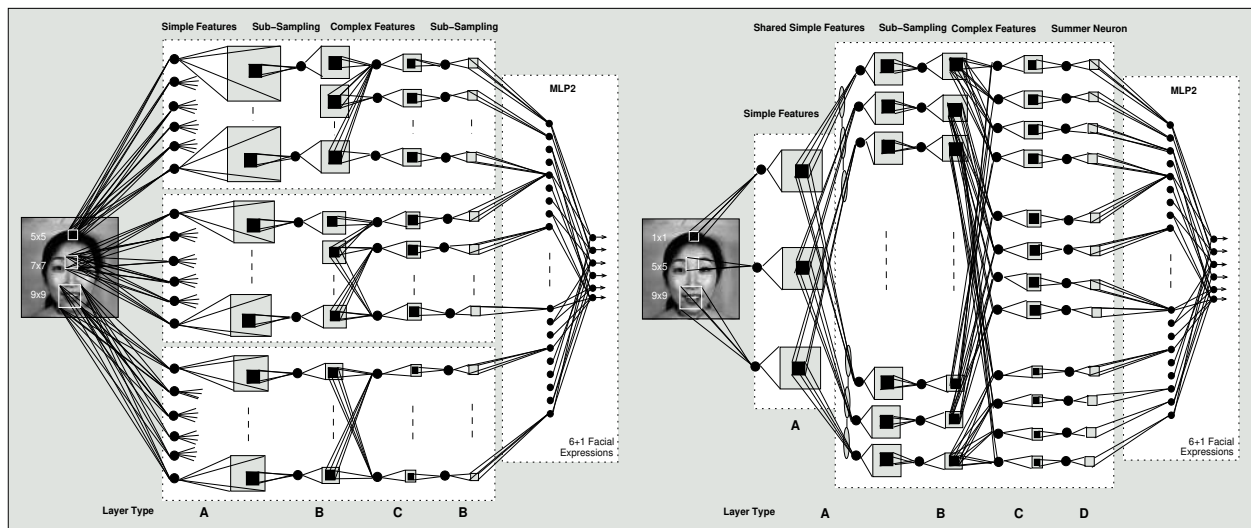 Simple Features
Sub-Sampling
Complex Features
Sub-Sampling
MLP2
5x5
7x7
9x9
6+1 Facial
Expressions
Layer Type
A
B
C
B
Shared Simple Features
Sub-Sampling
Complex Features
Summer Neuron
MLP2
Simple Features
1x1
5x5
9x9
A
6+1 Facial
Expressions
Layer Type
A
B
C
D